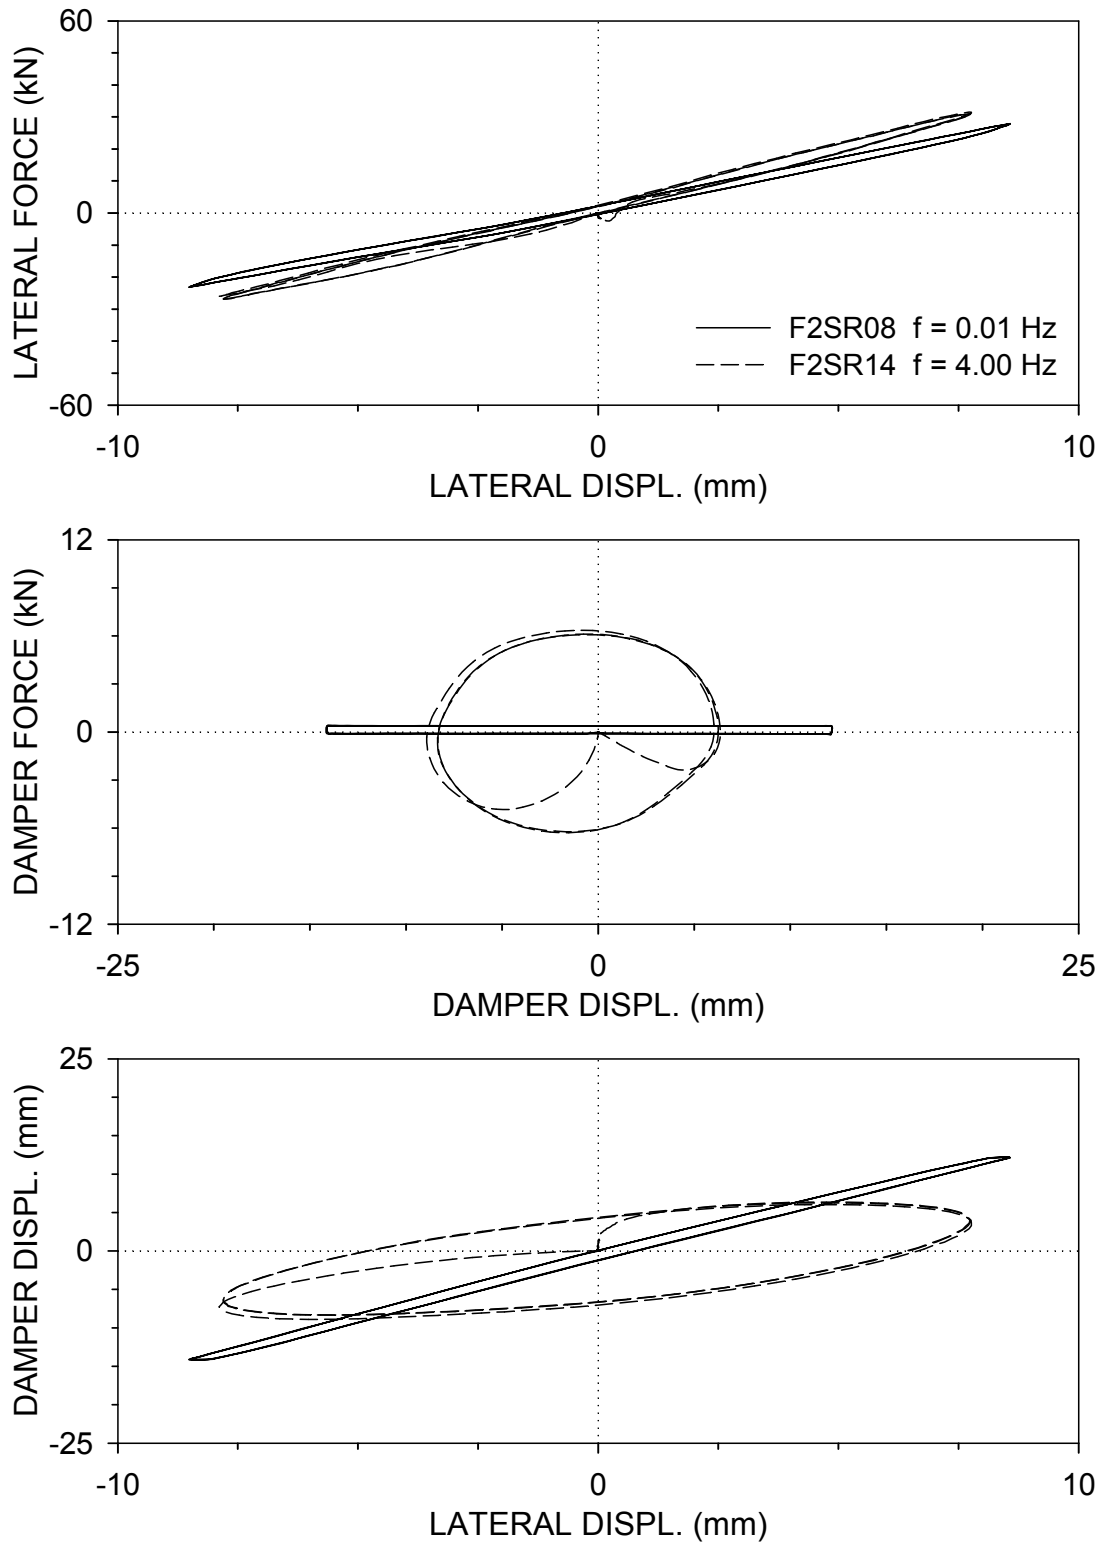 60
LATERAL FORCE (kN)
0
F2SR08 f = 0.01 Hz
F2SR14 f = 4.00 Hz
-60
-10 0 10
LATERAL DISPL. (mm)
12
DAMPER FORCE (kN)
0
-12
-25 0 25
DAMPER DISPL. (mm)
25
DAMPER DISPL. (mm)
0
-25
-10 0 10
LATERAL DISPL. (mm)